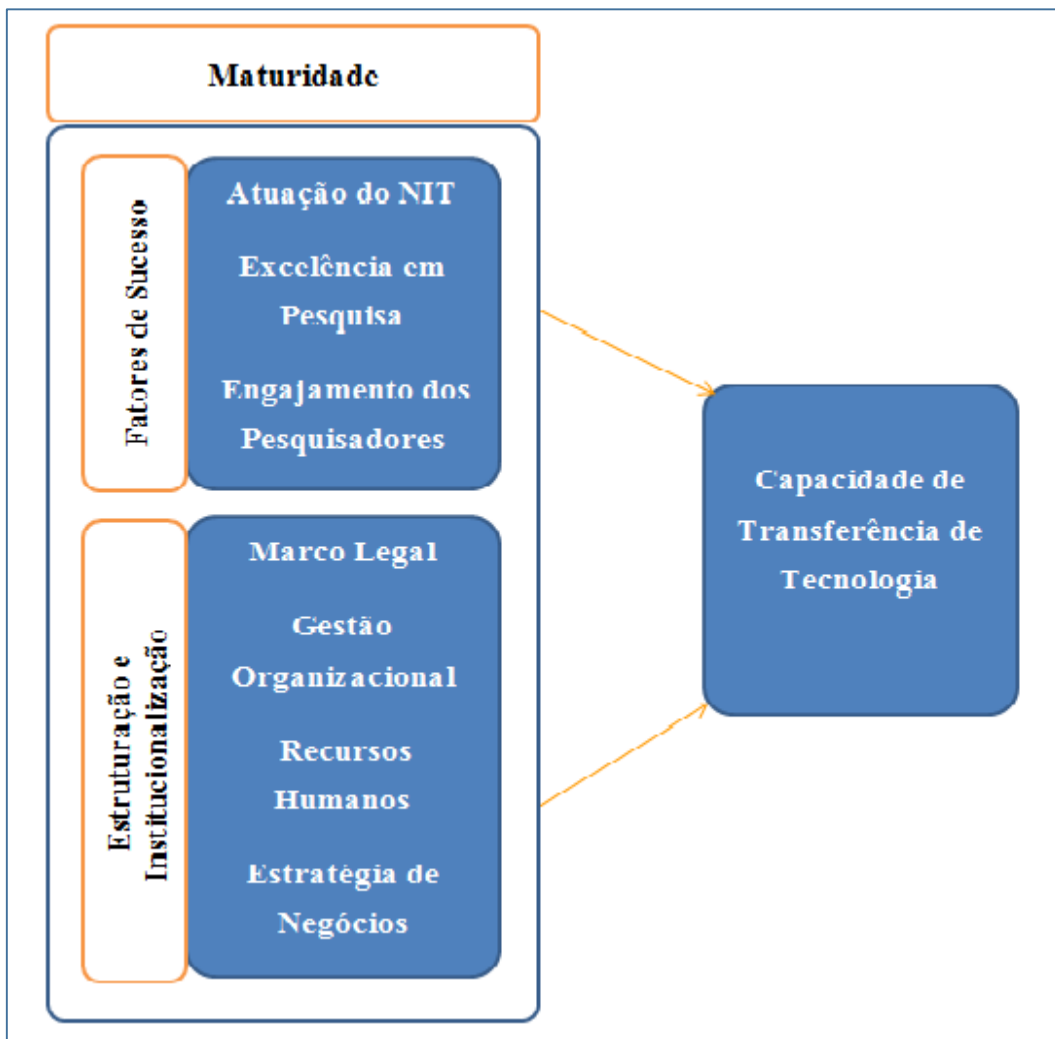 Maturidade
Fatores de Sucesso
Atuação do NIT
Excelência em
Pesquisa
Engajamento dos
Pesquisadores
Estruturação e
Institucionalização
Marco Legal
Gestão
Organizacional
Recursos
Humanos
Estratégia de
Negócios
Capacidade de
Transferência de
Tecnologia